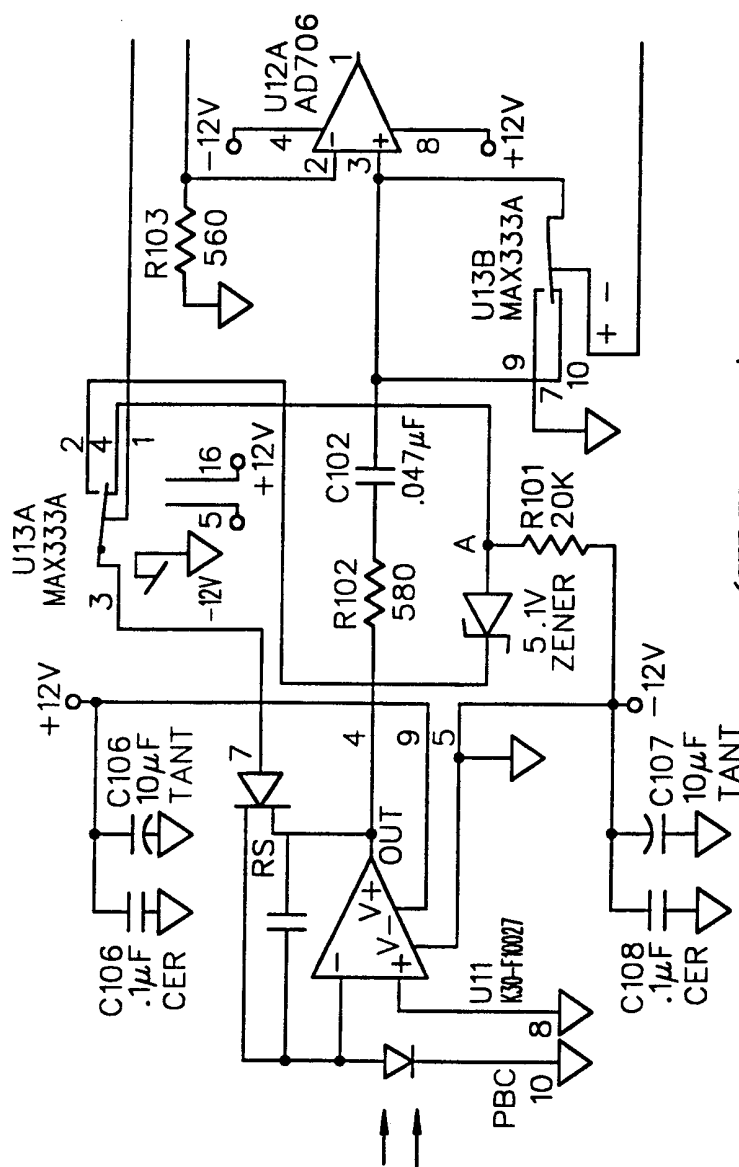 U13A
MAX333A
3
2
4
1
5
16
+12V
-12V
R103
560
-12V
4
U12A
AD706
2
-
3
+
1
8
+12V
+12V
C106
.1µF
CER
C106
10µF
TANT
7
RS
OUT
4
9
5
V+
V-
-
+
U11
K30-F10027
8
PBC
10
R102
580
C102
.047µF
A
5.1V
ZENER
R101
20K
U13B
MAX333A
9
7
10
+ -
-12V
C108
.1µF
CER
C107
10µF
TANT